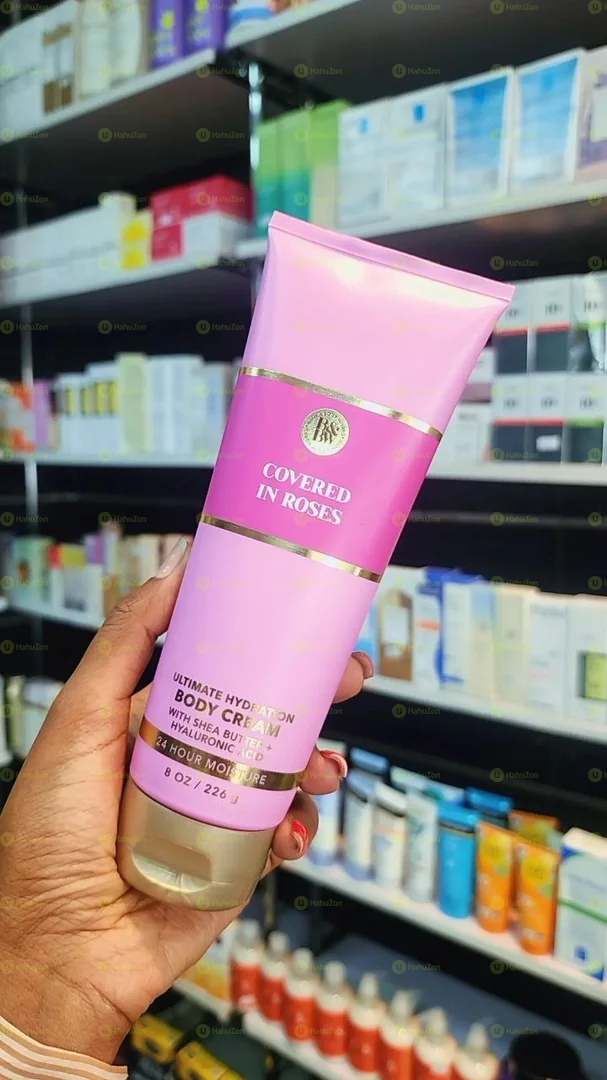 B&
BW
COVERED
IN ROSES
ULTIMATE HYDRATION
BODY CREAM
WITH SHEA BUTTER +
HYALURONIC ACID
24 HOUR MOISTURE
8 OZ / 226 g
HahuZon